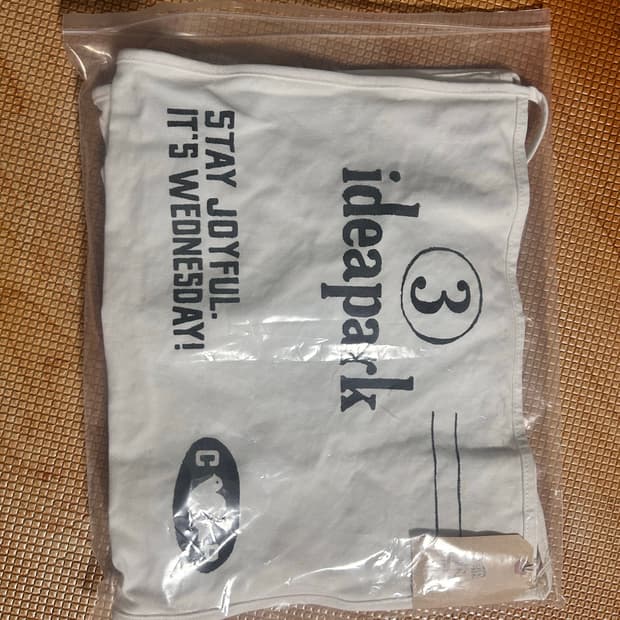 3
ideapark
STAY JOYFUL.
IT'S WEDNESDAY!
C